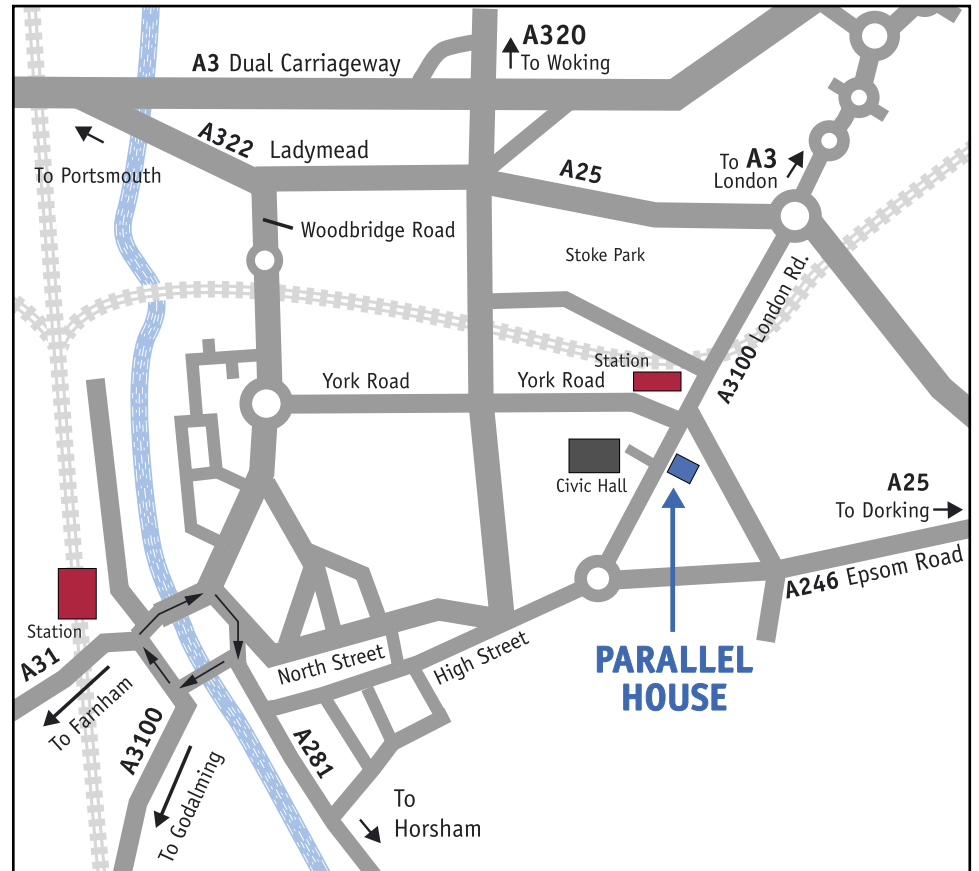 A320
To Woking
A3 Dual Carriageway
A322
Ladymead
To Portsmouth
A25
To A3
London
Woodbridge Road
Stoke Park
A3100 London Rd.
Station
York Road
York Road
Civic Hall
A25
To Dorking
A246 Epsom Road
Station
A31
To Farnham
North Street
High Street
PARALLEL
HOUSE
A3100
To Godalming
A281
To
Horsham